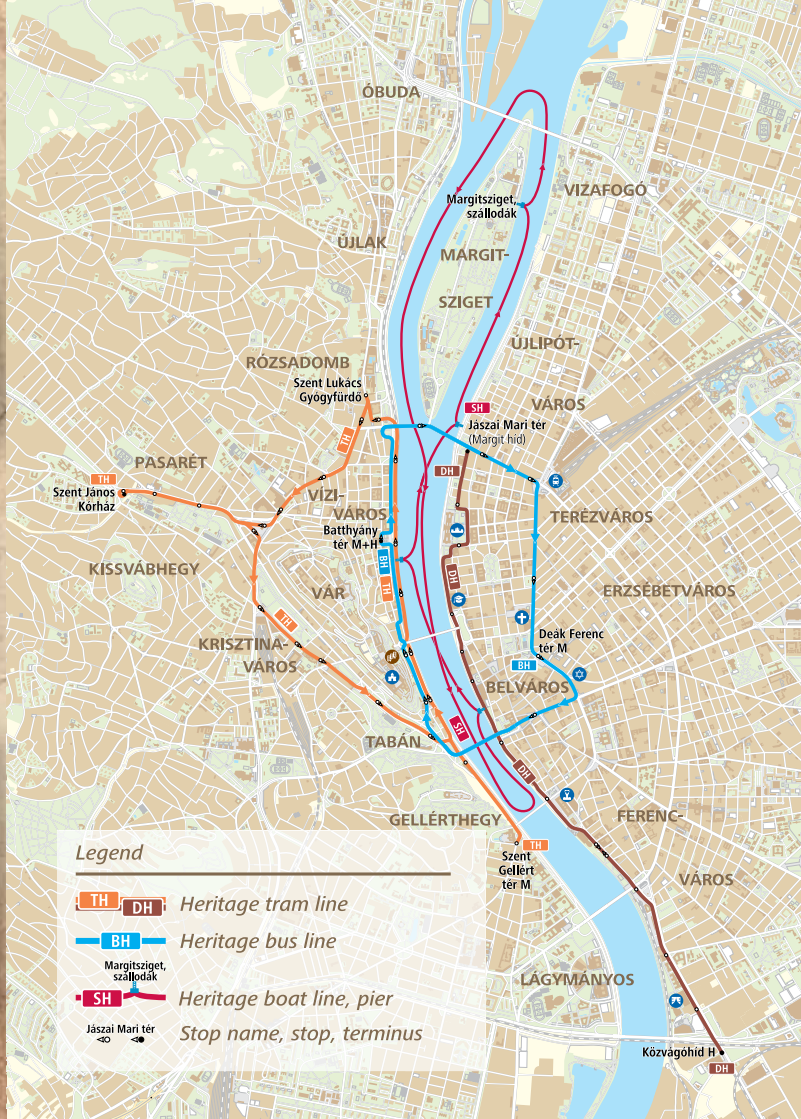 ÓBUDA
VIZAFOGÓ
Margitsziget,
szállodák
ÚJLAK
MARGIT-
SZIGET
ÚJLIPÓT-
VÁROS
RÓZSADOMB
Szent Lukács
Gyógyfürdő
SH
Jászai Mari tér
(Margit híd)
TH
PASARÉT
TH
Szent János
Kórház
DH
VÍZI-
VÁROS
Batthyány
tér M+H
TERÉZVÁROS
KISSVÁBHEGY
BH
TH
DH
VÁR
ERZSÉBETVÁROS
TH
KRISZTINA-
VÁROS
Deák Ferenc
tér M
BH
BELVÁROS
SH
TABÁN
DH
GELLÉRTHEGY
FERENC-
VÁROS
TH
Szent
Gellért
tér M
LÁGYMÁNYOS
Közvágóhíd H
DH
Legend
TH DH Heritage tram line
BH Heritage bus line
Margitsziget,
szállodák
SH Heritage boat line, pier
Jászai Mari tér
Stop name, stop, terminus